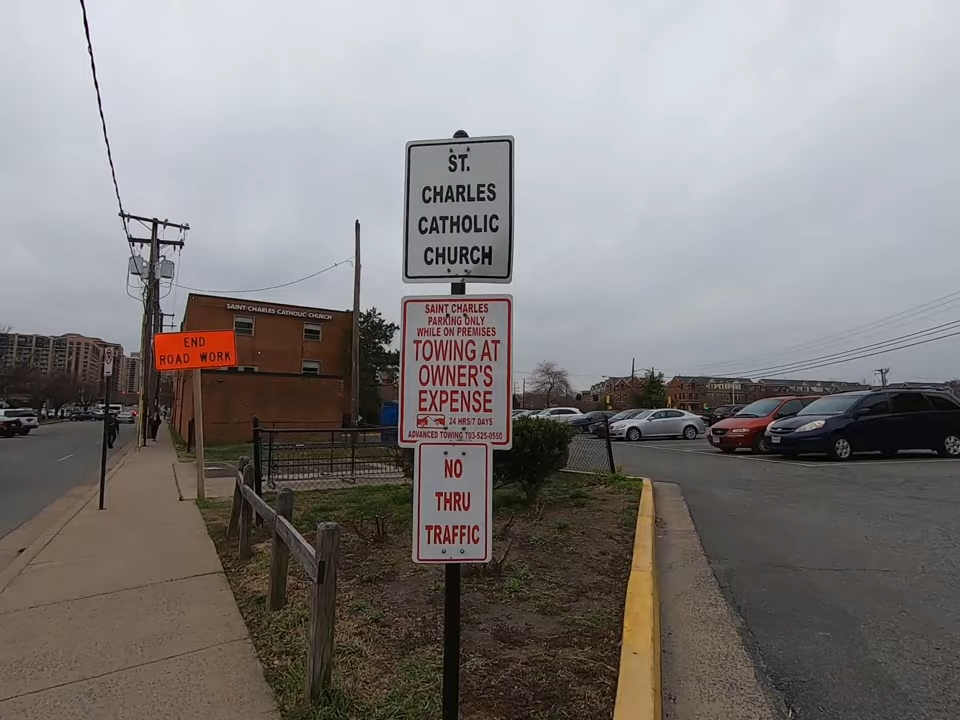 ST.
CHARLES
CATHOLIC
CHURCH
SAINT CHARLES
PARKING ONLY
WHILE ON PREMISES
TOWING AT
OWNER'S
EXPENSE
24 HRS/7 DAYS
ADVANCED TOWING 703-525-0550
NO
THRU
TRAFFIC
SAINT CHARLES CATHOLIC CHURCH
END
ROAD WORK